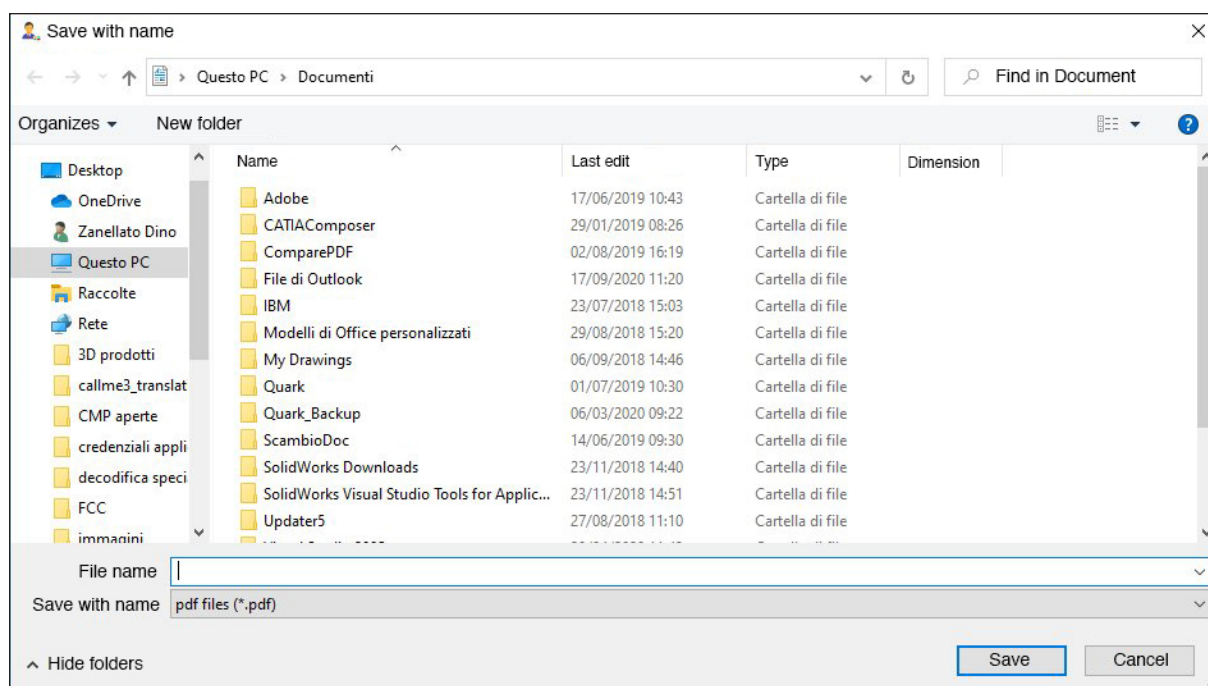 Save with name
Questo PC > Documenti
Find in Document
Organizes
New folder
Name Last edit Type Dimension
Desktop
OneDrive
Zanellato Dino
Questo PC
Raccolte
Rete
3D prodotti
callme3_translat
CMP aperte
credenziali appli
decodifica speci
FCC
immagini
Adobe 17/06/2019 10:43 Cartella di file
CATIAComposer 29/01/2019 08:26 Cartella di file
ComparePDF 02/08/2019 16:19 Cartella di file
File di Outlook 17/09/2020 11:20 Cartella di file
IBM 23/07/2018 15:03 Cartella di file
Modelli di Office personalizzati 29/08/2018 15:20 Cartella di file
My Drawings 06/09/2018 14:46 Cartella di file
Quark 01/07/2019 10:30 Cartella di file
Quark_Backup 06/03/2020 09:22 Cartella di file
ScambioDoc 14/06/2019 09:30 Cartella di file
SolidWorks Downloads 23/11/2018 14:40 Cartella di file
SolidWorks Visual Studio Tools for Applic... 23/11/2018 14:51 Cartella di file
Updater5 27/08/2018 11:10 Cartella di file
File name
Save with name pdf files (*.pdf)
Hide folders
Save
Cancel